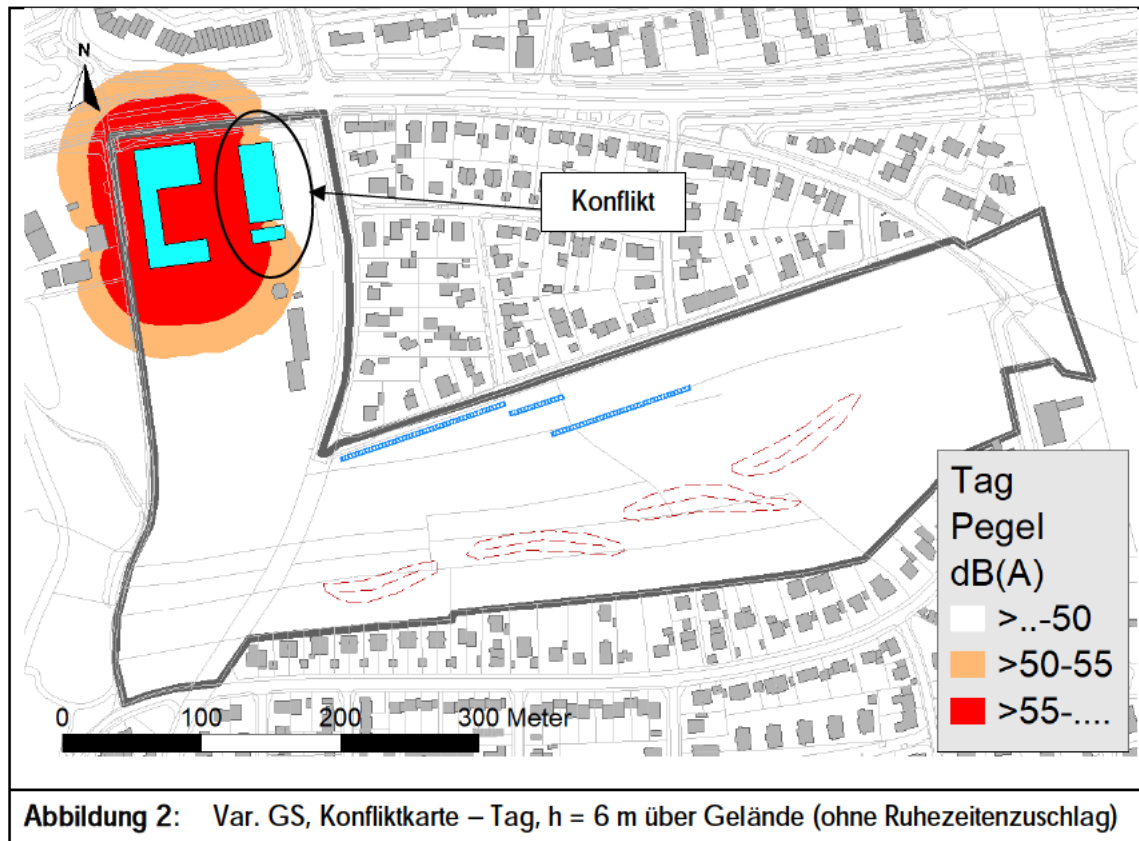 N
Konflikt
Tag
Pegel
dB(A)
>..-50
>50-55
>55-....
0 100 200 300 Meter
Abbildung 2: Var. GS, Konfliktkarte – Tag, h = 6 m über Gelände (ohne Ruhezeitenzuschlag)